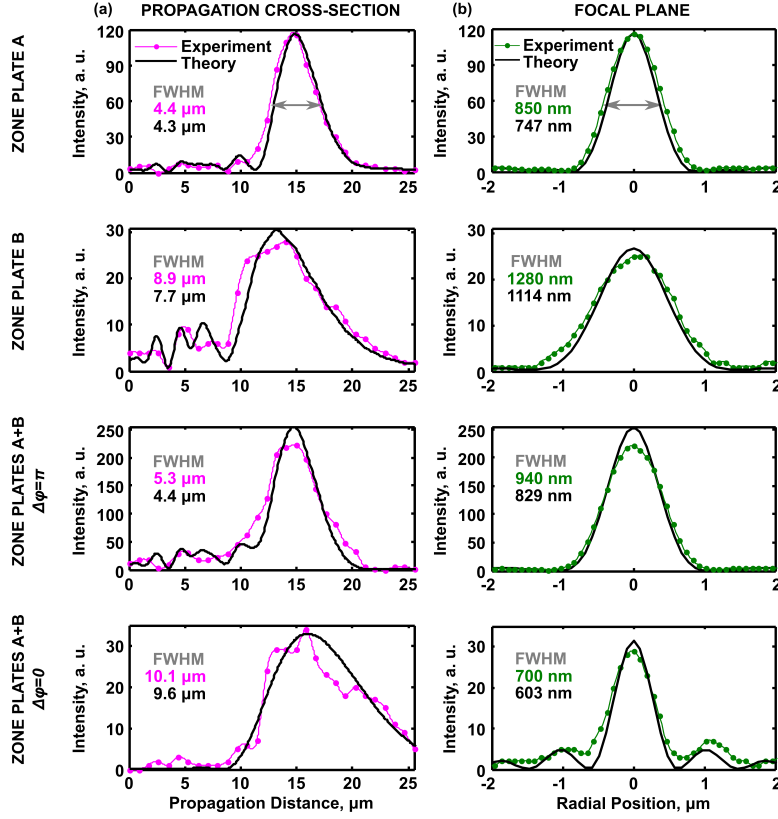 (a) PROPAGATION CROSS-SECTION
(b) FOCAL PLANE
ZONE PLATE A
Intensity, a. u.
120
90
60
30
0
Experiment
Theory
FWHM
4.4 µm
4.3 µm
0 5 10 15 20 25
Intensity, a. u.
120
90
60
30
0
Experiment
Theory
FWHM
850 nm
747 nm
-2 -1 0 1 2
ZONE PLATE B
Intensity, a. u.
30
20
10
0
FWHM
8.9 µm
7.7 µm
0 5 10 15 20 25
Intensity, a. u.
30
20
10
0
FWHM
1280 nm
1114 nm
-2 -1 0 1 2
ZONE PLATES A+B
Δφ=π
Intensity, a. u.
250
200
150
100
50
0
FWHM
5.3 µm
4.4 µm
0 5 10 15 20 25
Intensity, a. u.
250
200
150
100
50
0
FWHM
940 nm
829 nm
-2 -1 0 1 2
ZONE PLATES A+B
Δφ=0
Intensity, a. u.
30
20
10
0
FWHM
10.1 µm
9.6 µm
0 5 10 15 20 25
Propagation Distance, µm
Intensity, a. u.
30
20
10
0
FWHM
700 nm
603 nm
-2 -1 0 1 2
Radial Position, µm